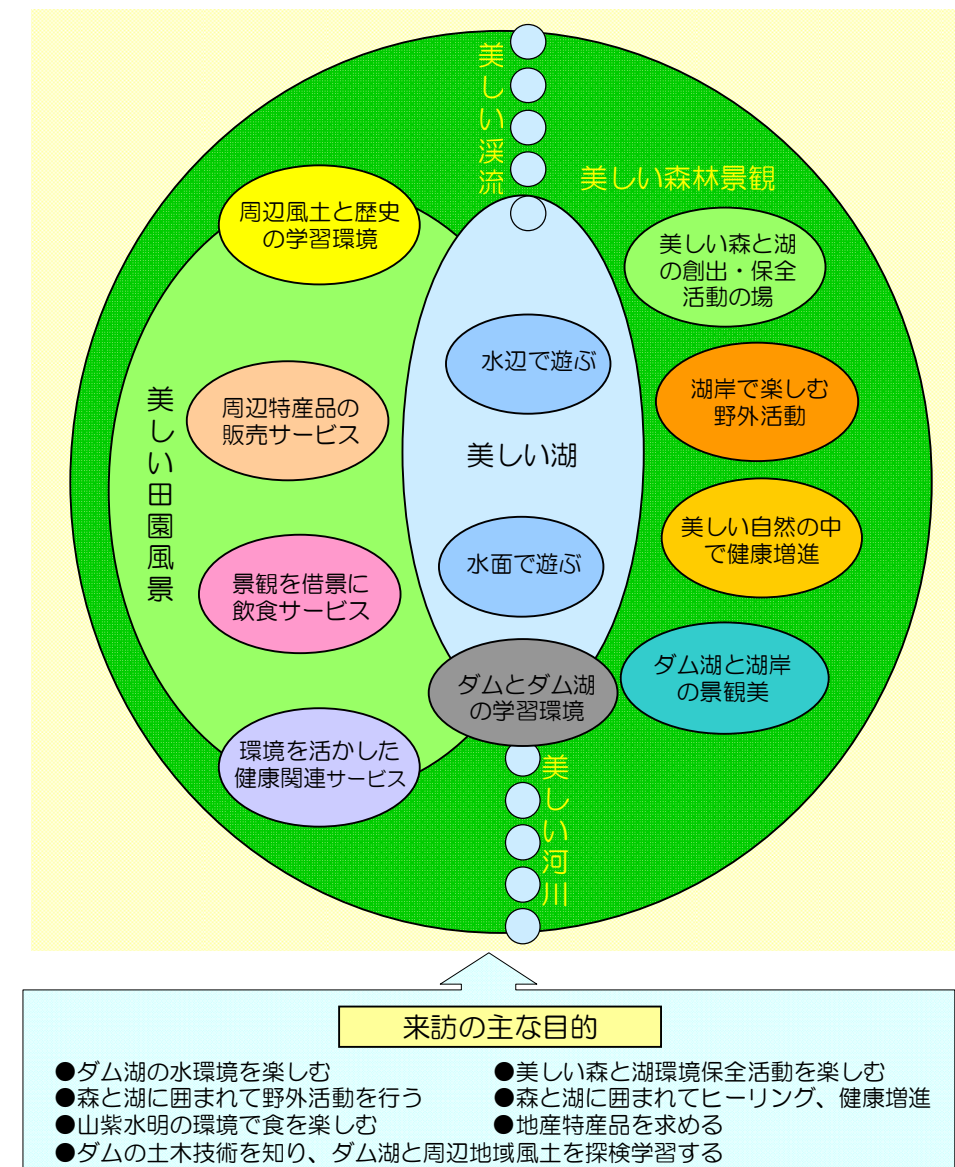 美しい渓流
美しい森林景観
周辺風土と歴史
の学習環境
美しい森と湖
の創出・保全
活動の場
水辺で遊ぶ
湖岸で楽しむ
野外活動
周辺特産品の
販売サービス
美しい田園風景
美しい湖
美しい自然の中
で健康増進
水面で遊ぶ
景観を借景に
飲食サービス
ダムとダム湖
の学習環境
ダム湖と湖岸
の景観美
環境を活かした
健康関連サービス
美しい河川
来訪の主な目的
●ダム湖の水環境を楽しむ
●美しい森と湖環境保全活動を楽しむ
●森と湖に囲まれて野外活動を行う
●森と湖に囲まれてヒーリング、健康増進
●山紫水明の環境で食を楽しむ
●地産特産品を求める
●ダムの土木技術を知り、ダム湖と周辺地域風土を探検学習する